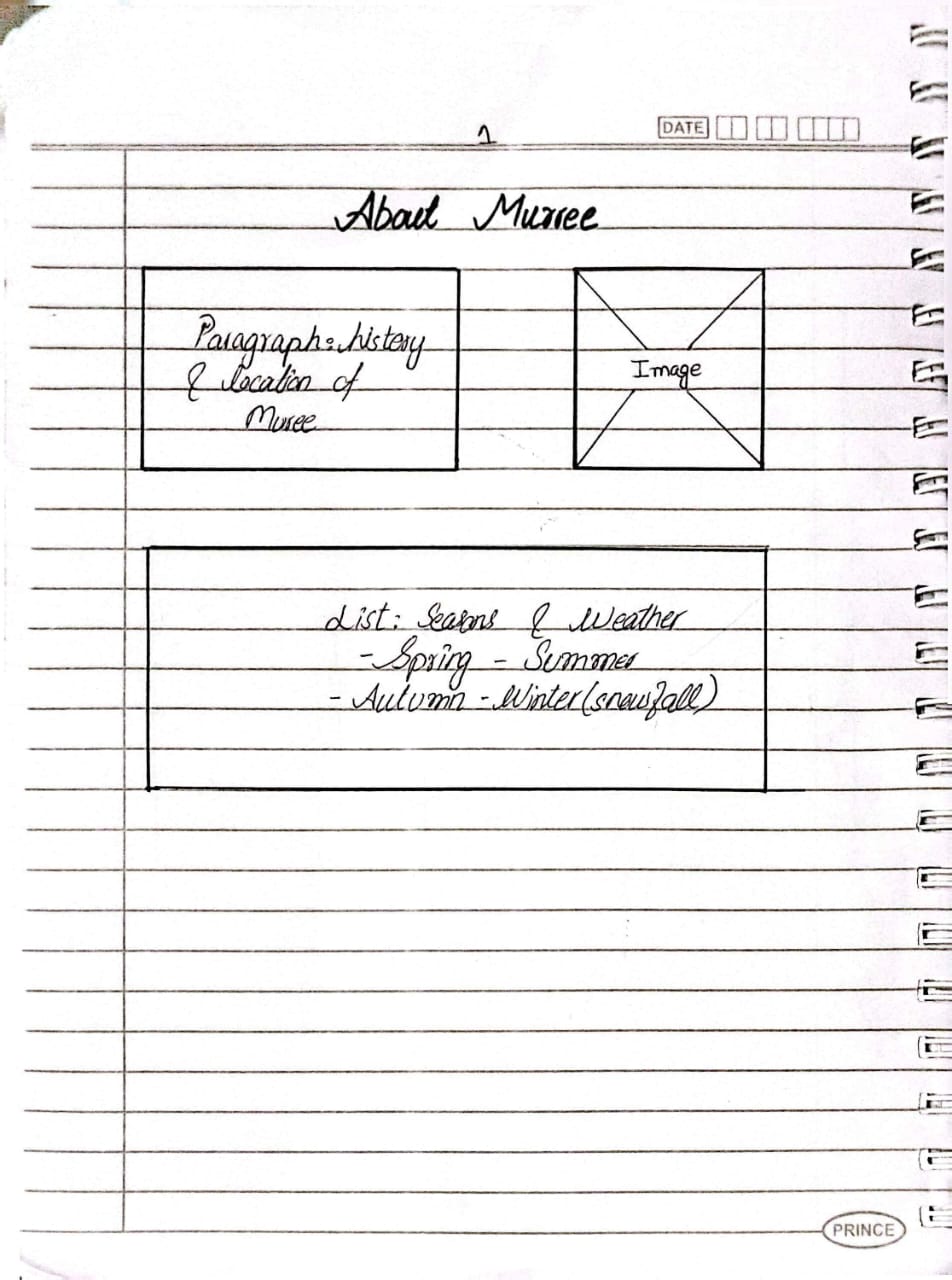 1
DATE
About Murree
Paragraph: history
& location of
Muree
Image
List: Seasons & Weather
- Spring - Summer
- Autumn - Winter (snowfall)
PRINCE